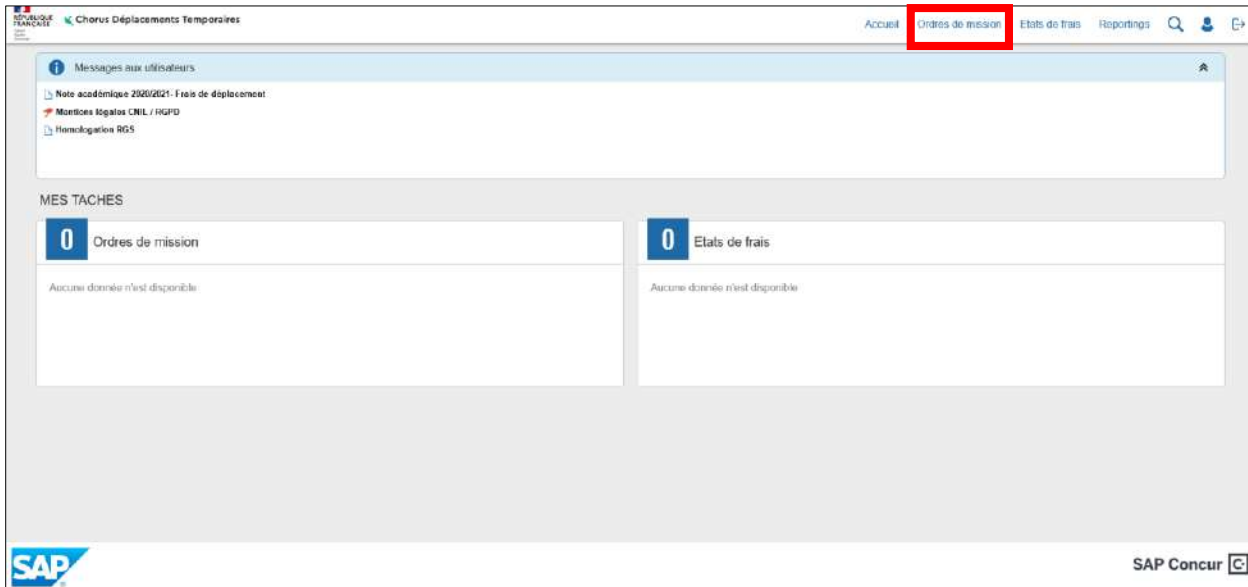 RÉPUBLIQUE
FRANÇAISE
Chorus Déplacements Temporaires
Accueil Ordres de mission Etats de frais Reportings
Messages aux utilisateurs
Note académique 2020/2021- Frais de déplacement
Mentions légales CNIL / RGPD
Homologation RGS
MES TACHES
0 Ordres de mission
0 Etats de frais
Aucune donnée n'est disponible
Aucune donnée n'est disponible
SAP
SAP Concur C